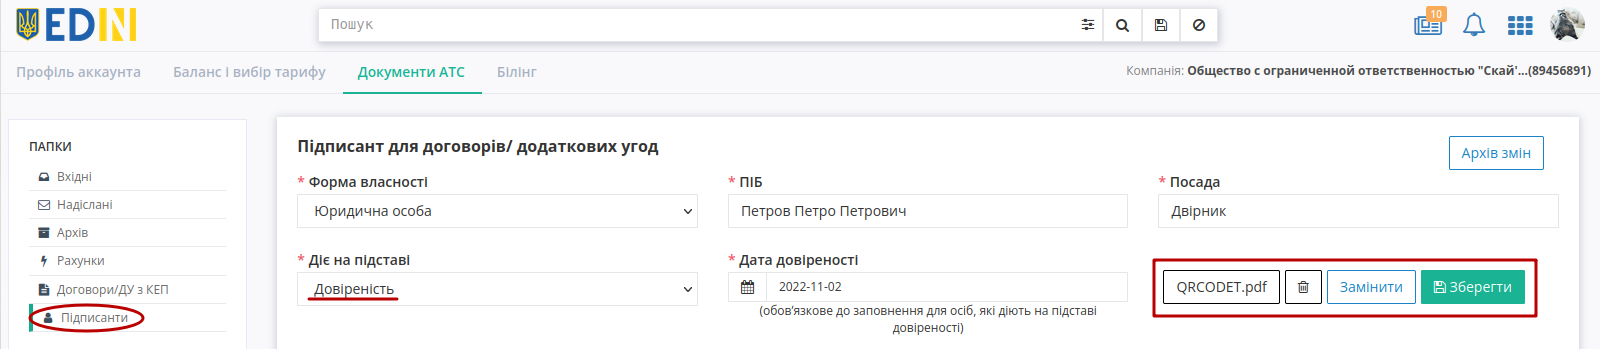 EDIN
Пошук
10
Профіль аккаунта
Баланс і вибір тарифу
Документи АТС
Білінг
Компанія: Общество с ограниченной ответственностью "Скай'...(89456891)
ПАПКИ
Вхідні
Надіслані
Архів
Рахунки
Договори/ДУ з КЕП
Підписанти
Підписант для договорів/ додаткових угод
Архів змін
* Форма власності
Юридична особа
* ПІБ
Петров Петро Петрович
* Посада
Двірник
* Діє на підставі
Довіреність
* Дата довіреності
2022-11-02
(обов’язкове до заповнення для осіб, які діють на підставі
довіреності)
QRCODET.pdf
Замінити
Зберегти